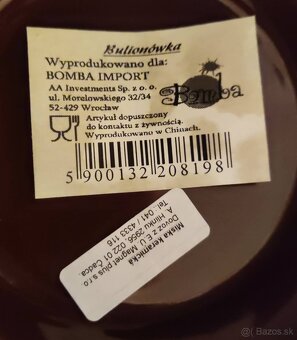 Bulionówka
Wyprodukowano dla:
BOMBA IMPORT
AA Investments Sp. z o. o.
ul. Morelowskiego 32/34
52-429 Wrocław
Bomba
Artykuł dopuszczony
do kontaktu z żywnością.
Wyprodukowano w Chinach.
5 900132 208198
Miska keramická
Dovoz z E U: Magnet plus s r o
A. Hlinku 2956, 022 01 Čadca
Tel.: 041 / 4333 116
bazos.sk